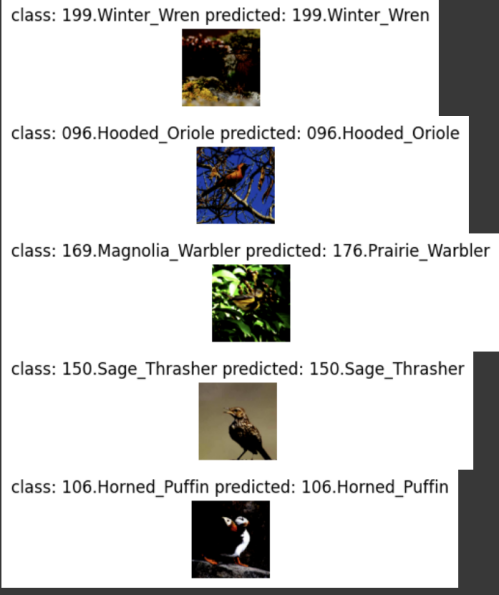 class: 199.Winter_Wren predicted: 199.Winter_Wren
class: 096.Hooded_Oriole predicted: 096.Hooded_Oriole
class: 169.Magnolia_Warbler predicted: 176.Prairie_Warbler
class: 150.Sage_Thrasher predicted: 150.Sage_Thrasher
class: 106.Horned_Puffin predicted: 106.Horned_Puffin